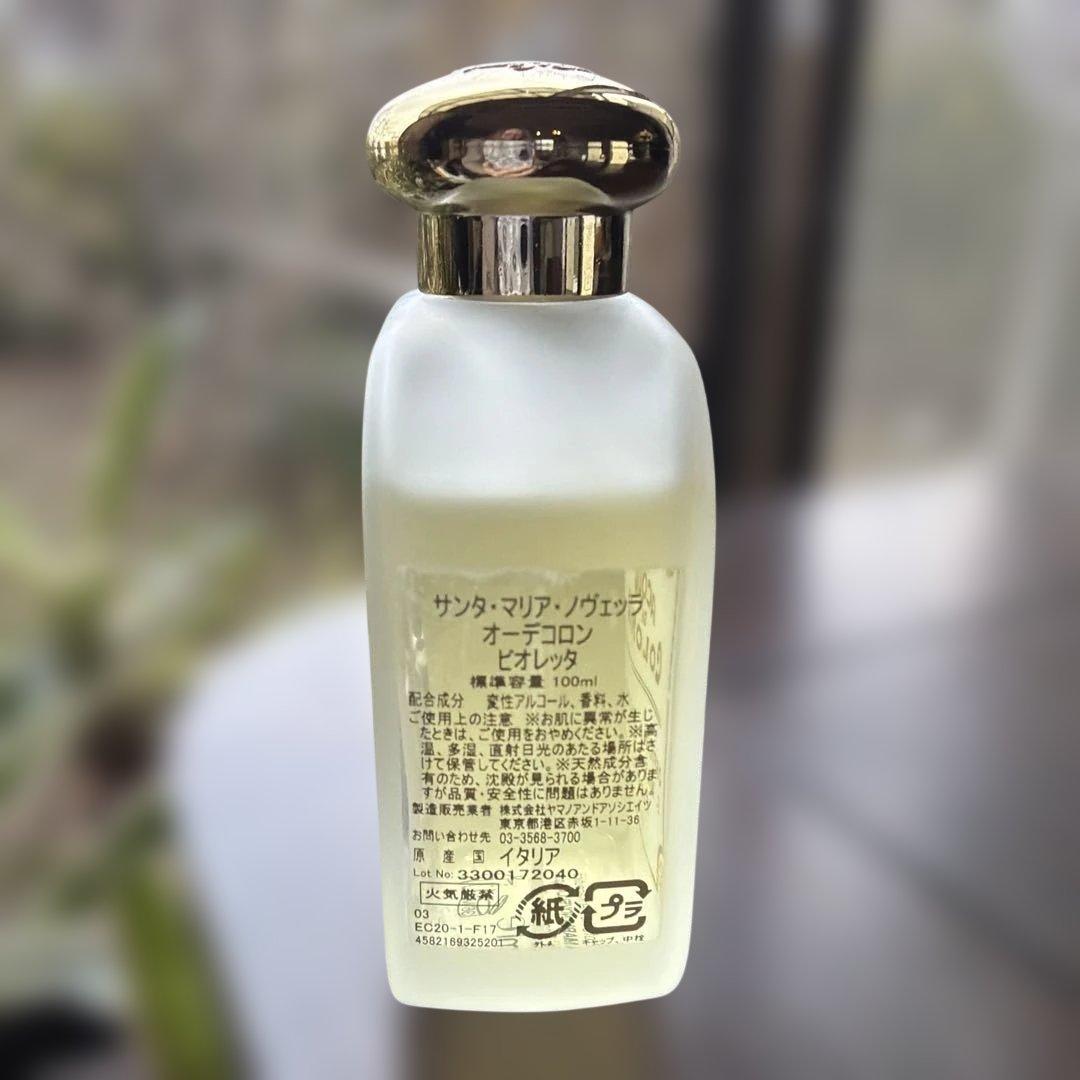 サンタ・マリア・ノヴェッラ
オーデコロン
ビオレッタ
標準容量 100ml
配合成分 変性アルコール、香料、水
ご使用上の注意 ※お肌に異常が生じ
たときは、ご使用をおやめください。※高
温、多湿、直射日光のあたる場所はさ
けて保管してください。※天然成分含
有のため、沈殿が見られる場合がありま
すが品質・安全性に問題はありません。
製造販売業者 株式会社ヤマノアンドアソシエイツ
東京都港区赤坂1-11-36
お問い合わせ先 03-3568-3700
原産国 イタリア
Lot No: 3300172040
火気厳禁
紙 プラ
03
EC20-1-F17
4582169325201
キャップ、中栓